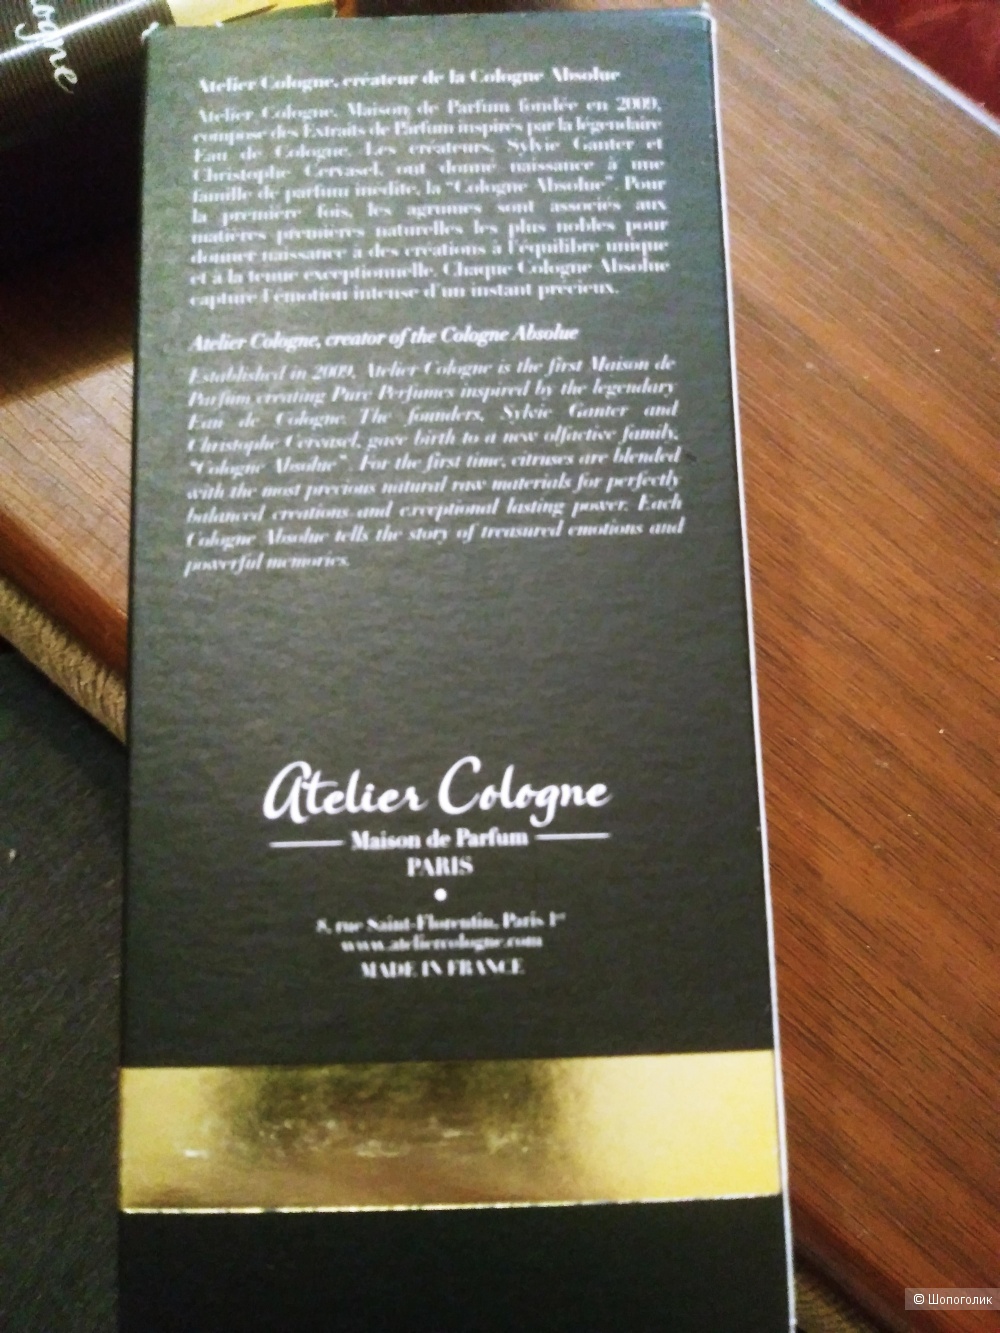 ologne
Atelier Cologne, créateur de la Cologne Absolue
Atelier Cologne, Maison de Parfum fondée en 2009,
compose des Extraits de Parfum inspirés par la légendaire
Eau de Cologne. Les créateurs, Sylvie Ganter et
Christophe Cervasel, ont donné naissance à une
famille de parfum inédite, la "Cologne Absolue". Pour
la première fois, les agrumes sont associés aux
matières premières naturelles les plus nobles pour
donner naissance à des créations à l'équilibre unique
et à la tenue exceptionnelle. Chaque Cologne Absolue
capture l'émotion intense d'un instant précieux.
Atelier Cologne, creator of the Cologne Absolue
Established in 2009, Atelier Cologne is the first Maison de
Parfum creating Pure Perfumes inspired by the legendary
Eau de Cologne. The founders, Sylvie Ganter and
Christophe Cervasel, gave birth to a new olfactive family,
"Cologne Absolue". For the first time, citruses are blended
with the most precious natural raw materials for perfectly
balanced creations and exceptional lasting power. Each
Cologne Absolue tells the story of treasured emotions and
powerful memories.
Atelier Cologne
Maison de Parfum
PARIS
8, rue Saint-Florentin, Paris 1er
www.ateliercologne.com
MADE IN FRANCE
© Шопоголик